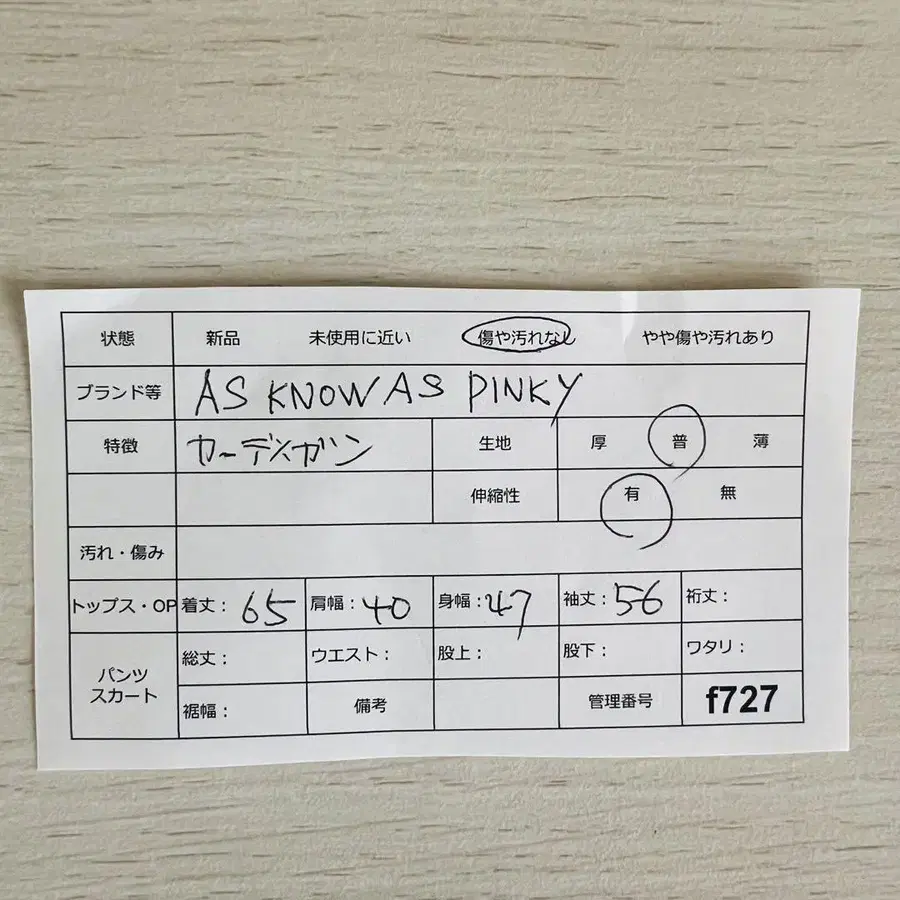 状態 新品 未使用に近い 傷や汚れなし やや傷や汚れあり
ブランド等 AS KNOW AS PINKY
特徴 カーディガン 生地 厚 普 薄
伸縮性 有 無
汚れ・傷み
トップス・OP 着丈: 65 肩幅: 40 身幅: 47 袖丈: 56 裄丈:
パンツ スカート 総丈: ウエスト: 股上: 股下: ワタリ:
裾幅: 備考 管理番号 f727